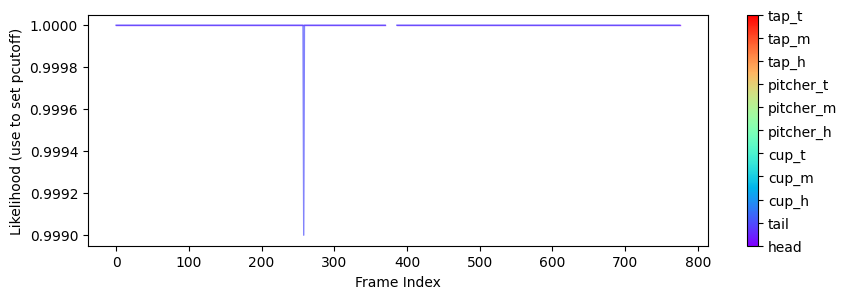 Likelihood (use to set pcutoff)
1.0000
0.9998
0.9996
0.9994
0.9992
0.9990
0
100
200
300
400
500
600
700
800
Frame Index
tap_t
tap_m
tap_h
pitcher_t
pitcher_m
pitcher_h
cup_t
cup_m
cup_h
tail
head